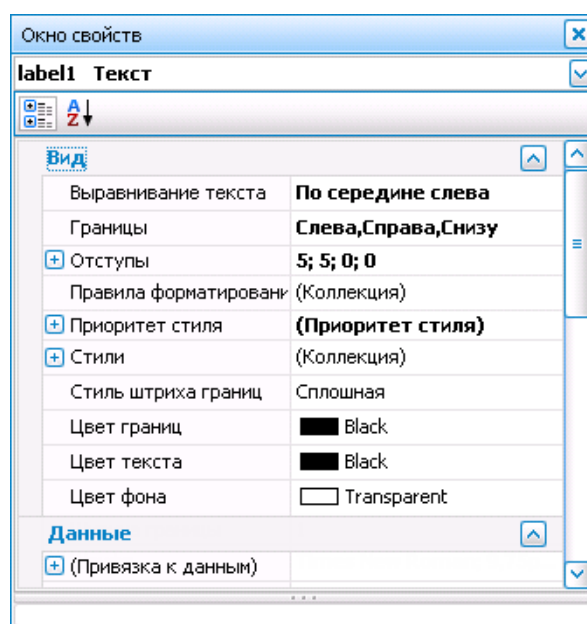 Окно свойств
label1 Текст
A
Z
Вид
Выравнивание текста По середине слева
Границы Слева,Справа,Снизу
Отступы 5; 5; 0; 0
Правила форматировани (Коллекция)
Приоритет стиля (Приоритет стиля)
Стили (Коллекция)
Стиль штриха границ Сплошная
Цвет границ Black
Цвет текста Black
Цвет фона Transparent
Данные
(Привязка к данным)